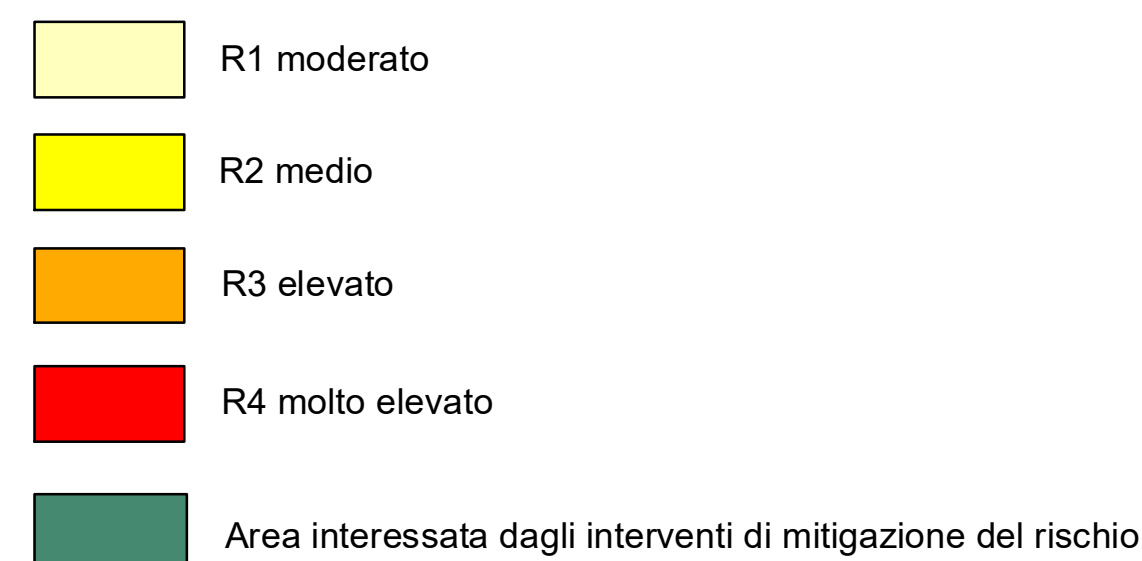 R1 moderato
R2 medio
R3 elevato
R4 molto elevato
Area interessata dagli interventi di mitigazione del rischio